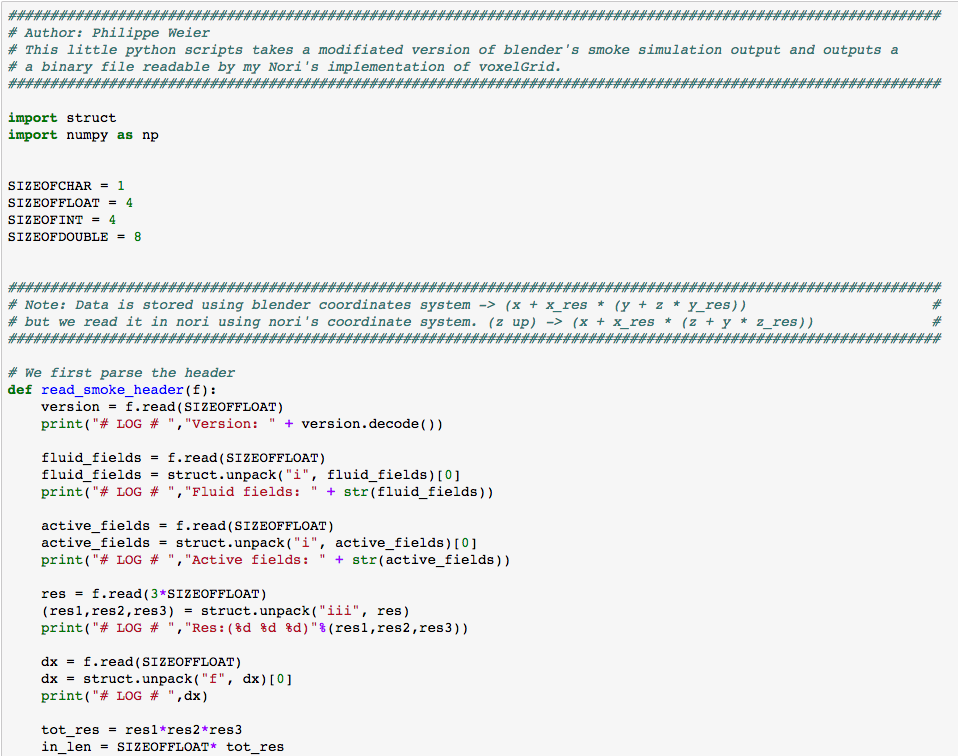 ###############################################################################################################
# Author: Philippe Weier
# This little python scripts takes a modifiated version of blender's smoke simulation output and outputs a
# a binary file readable by my Nori's implementation of voxelGrid.
###############################################################################################################
import struct
import numpy as np
SIZEOFCHAR = 1
SIZEOFFLOAT = 4
SIZEOFINT = 4
SIZEOFDOUBLE = 8
###############################################################################################################
# Note: Data is stored using blender coordinates system -> (x + x_res * (y + z * y_res))                      #
# but we read it in nori using nori's coordinate system. (z up) -> (x + x_res * (z + y * z_res))              #
###############################################################################################################
# We first parse the header
def read_smoke_header(f):
    version = f.read(SIZEOFFLOAT)
    print("# LOG # ","Version: " + version.decode())
    fluid_fields = f.read(SIZEOFFLOAT)
    fluid_fields = struct.unpack("i", fluid_fields)[0]
    print("# LOG # ","Fluid fields: " + str(fluid_fields))
    active_fields = f.read(SIZEOFFLOAT)
    active_fields = struct.unpack("i", active_fields)[0]
    print("# LOG # ","Active fields: " + str(active_fields))
    res = f.read(3*SIZEOFFLOAT)
    (res1,res2,res3) = struct.unpack("iii", res)
    print("# LOG # ","Res:(%d %d %d)"%(res1,res2,res3))
    dx = f.read(SIZEOFFLOAT)
    dx = struct.unpack("f", dx)[0]
    print("# LOG # ",dx)
    tot_res = res1*res2*res3
    in_len = SIZEOFFLOAT* tot_res